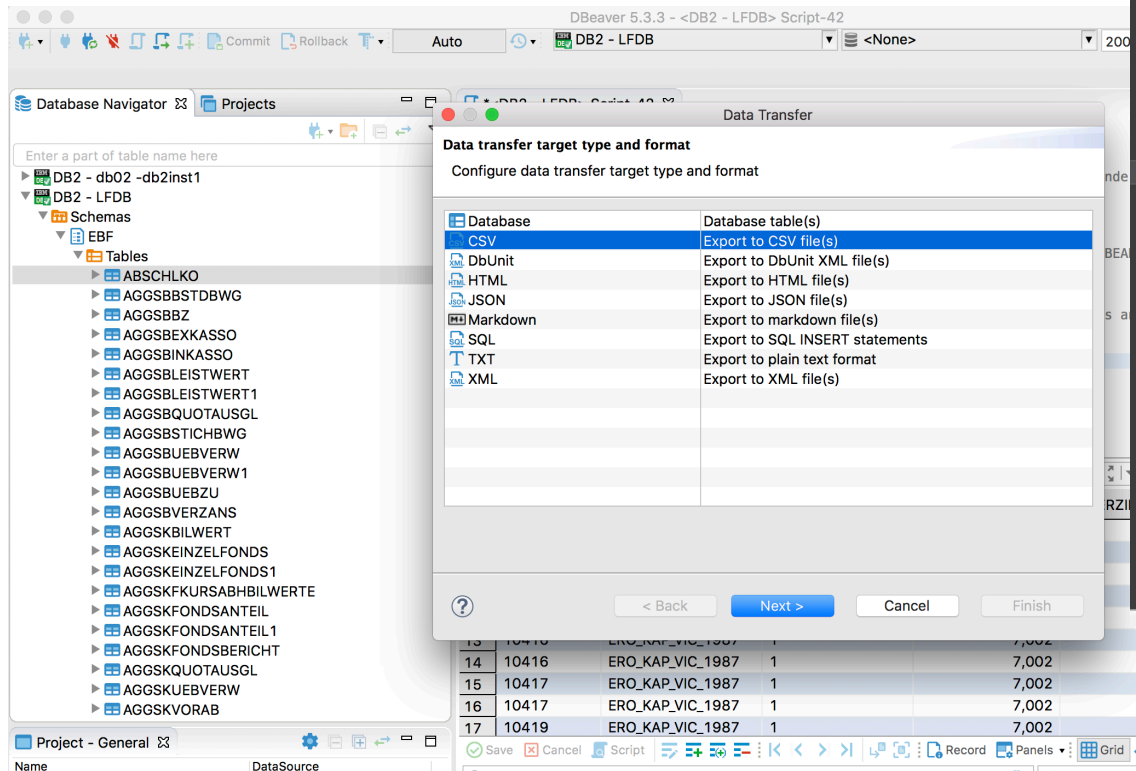 DBeaver 5.3.3 - <DB2 - LFDB> Script-42
Commit Rollback Auto DB2 - LFDB <None> 200
Database Navigator Projects
Data Transfer
Data transfer target type and format
Configure data transfer target type and format
Enter a part of table name here
DB2 - db02 -db2inst1
DB2 - LFDB
Schemas
EBF
Tables
ABSCHLKO
AGGSBBSTDBWG
AGGSBBZ
AGGSBEXKASSO
AGGSBINKASSO
AGGSBLEISTWERT
AGGSBLEISTWERT1
AGGSBQUOTAUSGL
AGGSBSTICHBWG
AGGSBUEBVERW
AGGSBUEBVERW1
AGGSBUEBZU
AGGSBVERZANS
AGGSKBILWERT
AGGSKEINZELFONDS
AGGSKEINZELFONDS1
AGGSKFKURSABHBILWERTE
AGGSKFONDSANTEIL
AGGSKFONDSANTEIL1
AGGSKFONDSBERICHT
AGGSKQUOTAUSGL
AGGSKUEBVERW
AGGSKVORAB
Database Database table(s)
CSV Export to CSV file(s)
DbUnit Export to DbUnit XML file(s)
HTML Export to HTML file(s)
JSON Export to JSON file(s)
Markdown Export to markdown file(s)
SQL Export to SQL INSERT statements
TXT Export to plain text format
XML Export to XML file(s)
< Back Next > Cancel Finish
14 10416 ERO_KAP_VIC_1987 1 7,002
15 10417 ERO_KAP_VIC_1987 1 7,002
16 10417 ERO_KAP_VIC_1987 1 7,002
17 10419 ERO_KAP_VIC_1987 1 7,002
Save Cancel Script Record Panels Grid
Project - General
Name DataSource